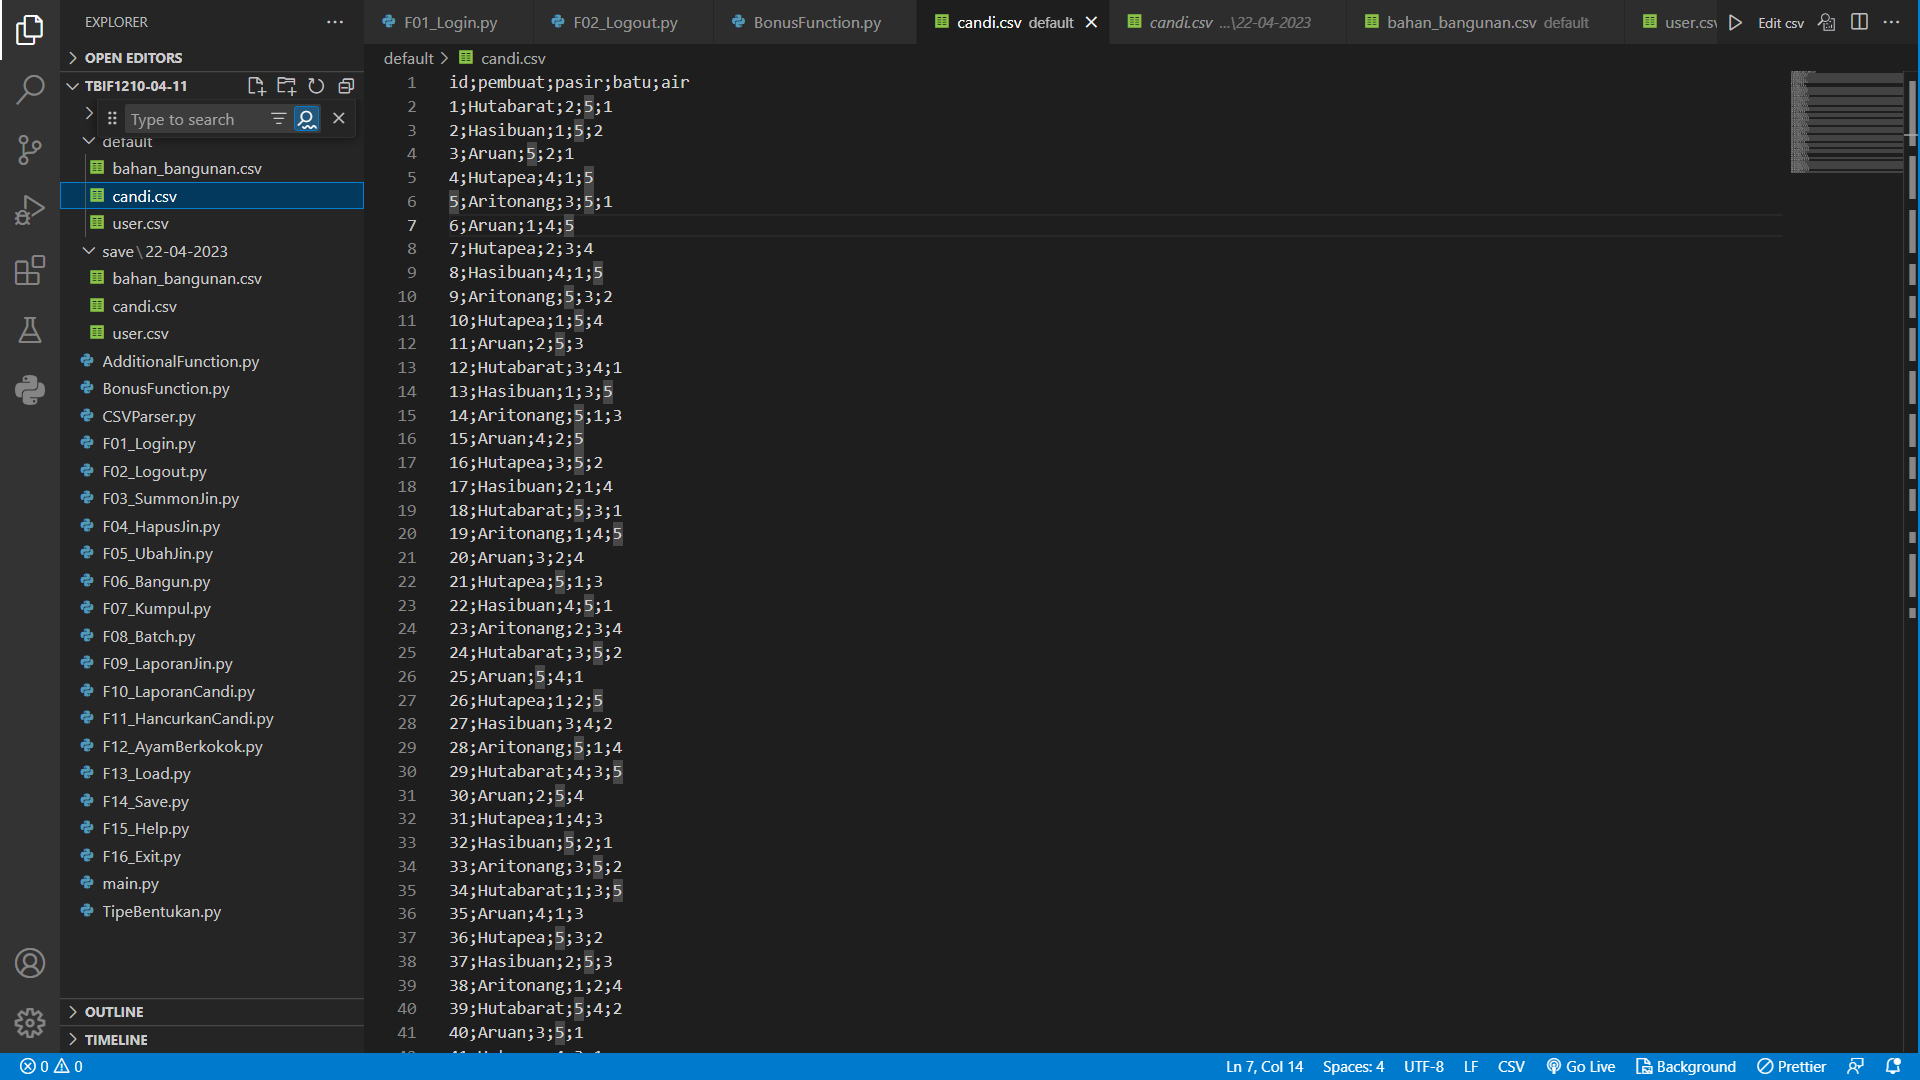 EXPLORER
OPEN EDITORS
TBIF1210-04-11
Type to search
default
bahan_bangunan.csv
candi.csv
user.csv
save\22-04-2023
bahan_bangunan.csv
candi.csv
user.csv
AdditionalFunction.py
BonusFunction.py
CSVParser.py
F01_Login.py
F02_Logout.py
F03_SummonJin.py
F04_HapusJin.py
F05_UbahJin.py
F06_Bangun.py
F07_Kumpul.py
F08_Batch.py
F09_LaporanJin.py
F10_LaporanCandi.py
F11_HancurkanCandi.py
F12_AyamBerkokok.py
F13_Load.py
F14_Save.py
F15_Help.py
F16_Exit.py
main.py
TipeBentukan.py
OUTLINE
TIMELINE
F01_Login.py F02_Logout.py BonusFunction.py candi.csv default candi.csv ...\22-04-2023 bahan_bangunan.csv default user.csv Edit csv
default > candi.csv
1 id;pembuat;pasir;batu;air
2 1;Hutabarat;2;5;1
3 2;Hasibuan;1;5;2
4 3;Aruan;5;2;1
5 4;Hutapea;4;1;5
6 5;Aritonang;3;5;1
7 6;Aruan;1;4;5
8 7;Hutapea;2;3;4
9 8;Hasibuan;4;1;5
10 9;Aritonang;5;3;2
11 10;Hutapea;1;5;4
12 11;Aruan;2;5;3
13 12;Hutabarat;3;4;1
14 13;Hasibuan;1;3;5
15 14;Aritonang;5;1;3
16 15;Aruan;4;2;5
17 16;Hutapea;3;5;2
18 17;Hasibuan;2;1;4
19 18;Hutabarat;5;3;1
20 19;Aritonang;1;4;5
21 20;Aruan;3;2;4
22 21;Hutapea;5;1;3
23 22;Hasibuan;4;5;1
24 23;Aritonang;2;3;4
25 24;Hutabarat;3;5;2
26 25;Aruan;5;4;1
27 26;Hutapea;1;2;5
28 27;Hasibuan;3;4;2
29 28;Aritonang;5;1;4
30 29;Hutabarat;4;3;5
31 30;Aruan;2;5;4
32 31;Hutapea;1;4;3
33 32;Hasibuan;5;2;1
34 33;Aritonang;3;5;2
35 34;Hutabarat;1;3;5
36 35;Aruan;4;1;3
37 36;Hutapea;5;3;2
38 37;Hasibuan;2;5;3
39 38;Aritonang;1;2;4
40 39;Hutabarat;5;4;2
41 40;Aruan;3;5;1
0 0 Ln 7, Col 14 Spaces: 4 UTF-8 LF CSV Go Live Background Prettier